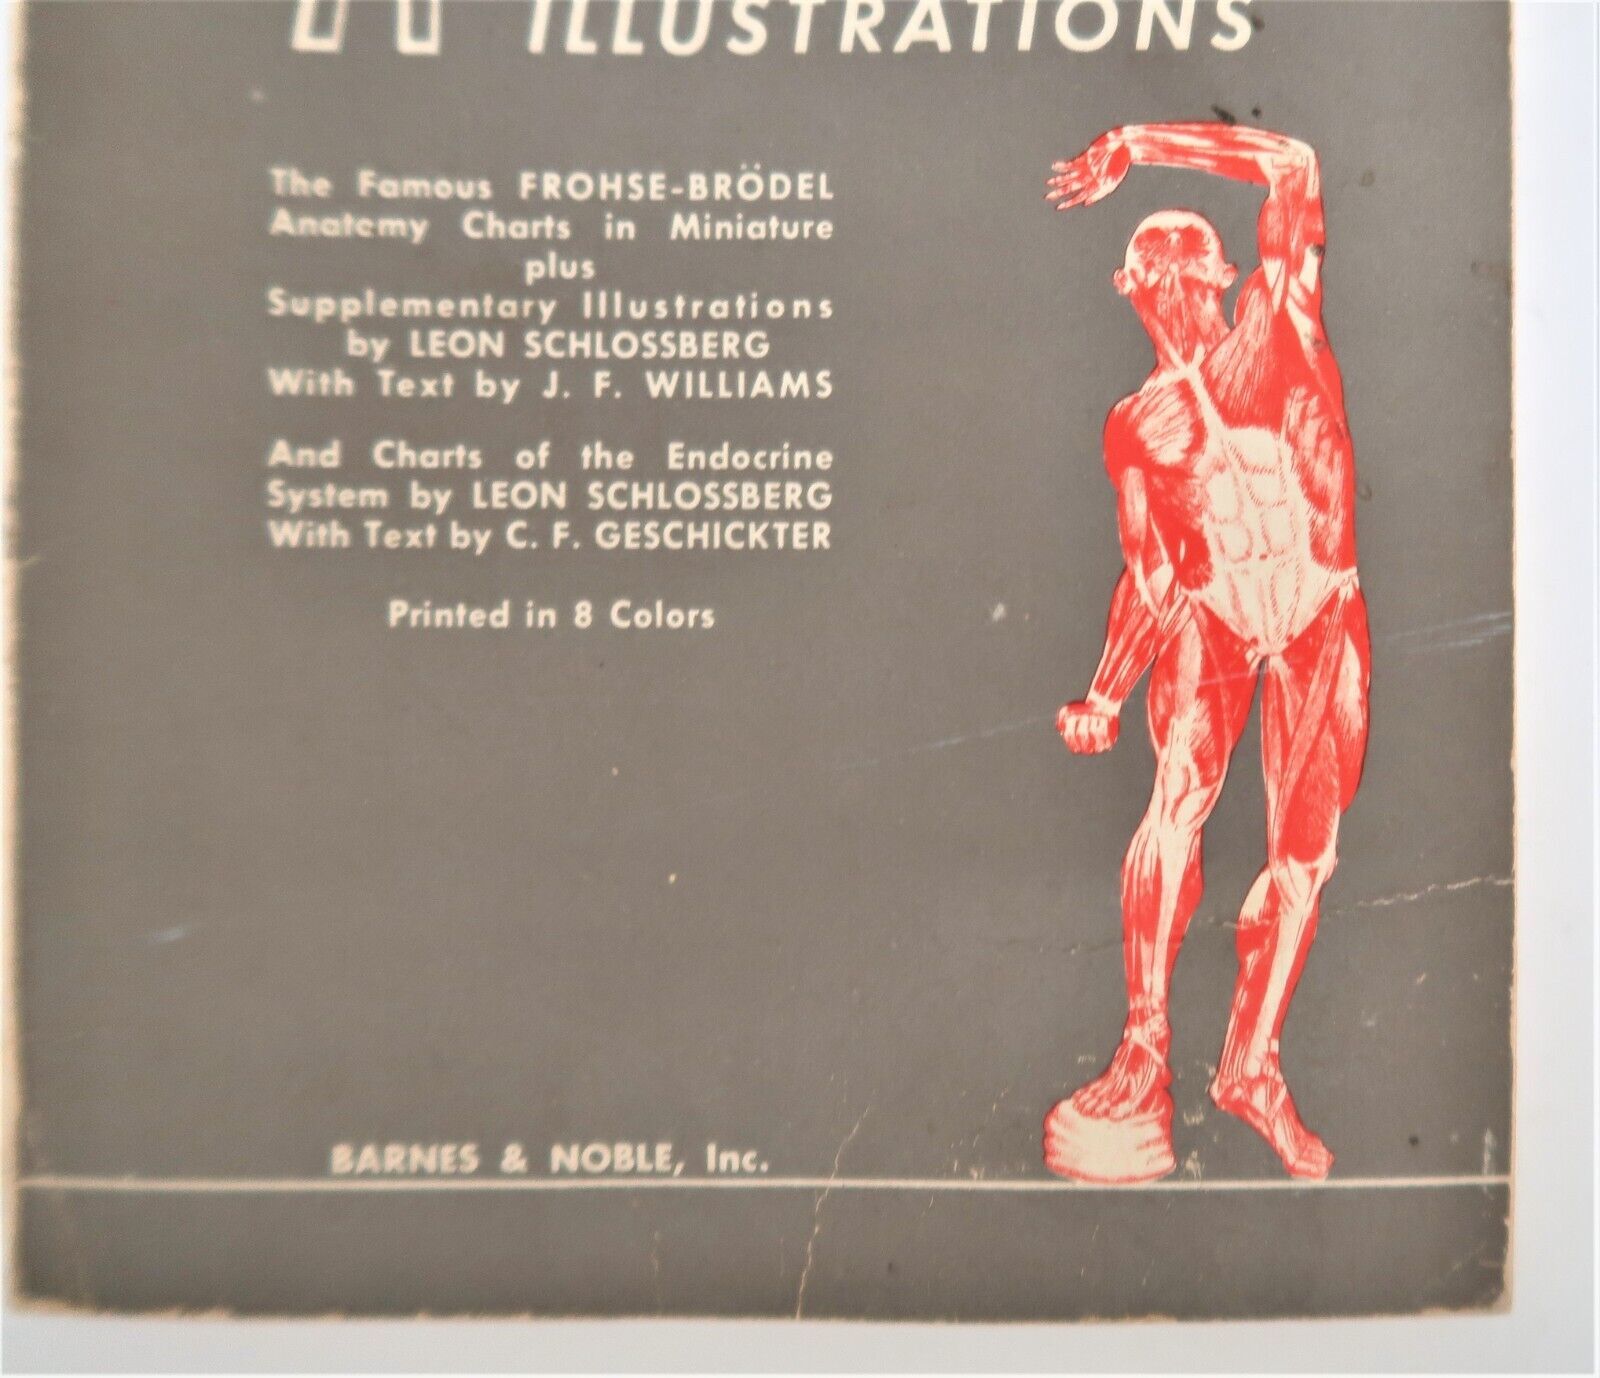 ILLUSTRATIONS
The Famous FROHSE-BRÖDEL
Anatomy Charts in Miniature
plus
Supplementary Illustrations
by LEON SCHLOSSBERG
With Text by J. F. WILLIAMS
And Charts of the Endocrine
System by LEON SCHLOSSBERG
With Text by C. F. GESCHICKTER
Printed in 8 Colors
BARNES & NOBLE, Inc.